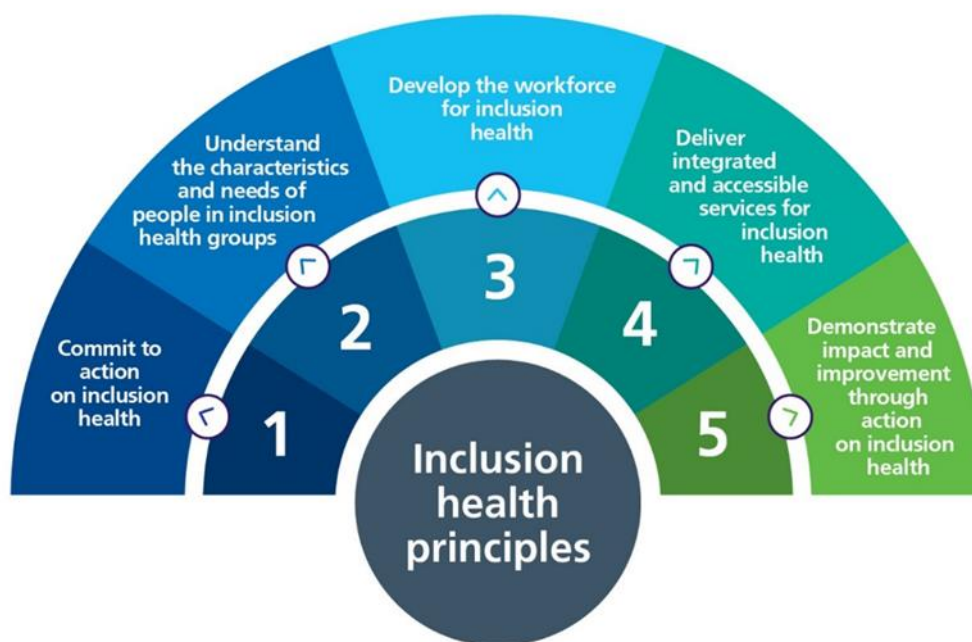 Commit to
action
on inclusion
health
1
Understand
the characteristics
and needs of
people in inclusion
health groups
2
Develop the workforce
for inclusion
health
3
Deliver
integrated
and accessible
services for
inclusion
health
4
Demonstrate
impact and
improvement
through
action
on inclusion
health
5
Inclusion
health
principles